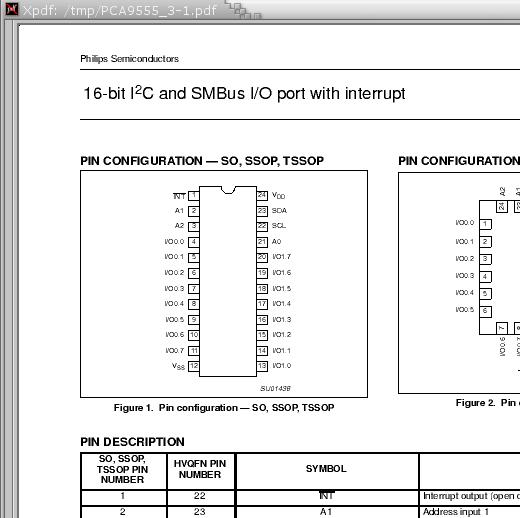 Xpdf: /tmp/PCA9555_3-1.pdf
Philips Semiconductors
16-bit I2C and SMBus I/O port with interrupt
PIN CONFIGURATION — SO, SSOP, TSSOP
INT 1 24 VDD
A1 2 23 SDA
A2 3 22 SCL
I/O0.0 4 21 A0
I/O0.1 5 20 I/O1.7
I/O0.2 6 19 I/O1.6
I/O0.3 7 18 I/O1.5
I/O0.4 8 17 I/O1.4
I/O0.5 9 16 I/O1.3
I/O0.6 10 15 I/O1.2
I/O0.7 11 14 I/O1.1
VSS 12 13 I/O1.0
SU01438
Figure 1. Pin configuration — SO, SSOP, TSSOP
PIN CONFIGURATION
A2
24
I/O0.0 1
I/O0.1 2
I/O0.2 3
I/O0.3 4
I/O0.4 5
I/O0.5 6
7
I/O0.6
I/O0.7
Figure 2. Pin
PIN DESCRIPTION
SO, SSOP,
TSSOP PIN
NUMBER
HVQFN PIN
NUMBER
SYMBOL
1 22 INT Interrupt output (open
2 23 A1 Address input 1